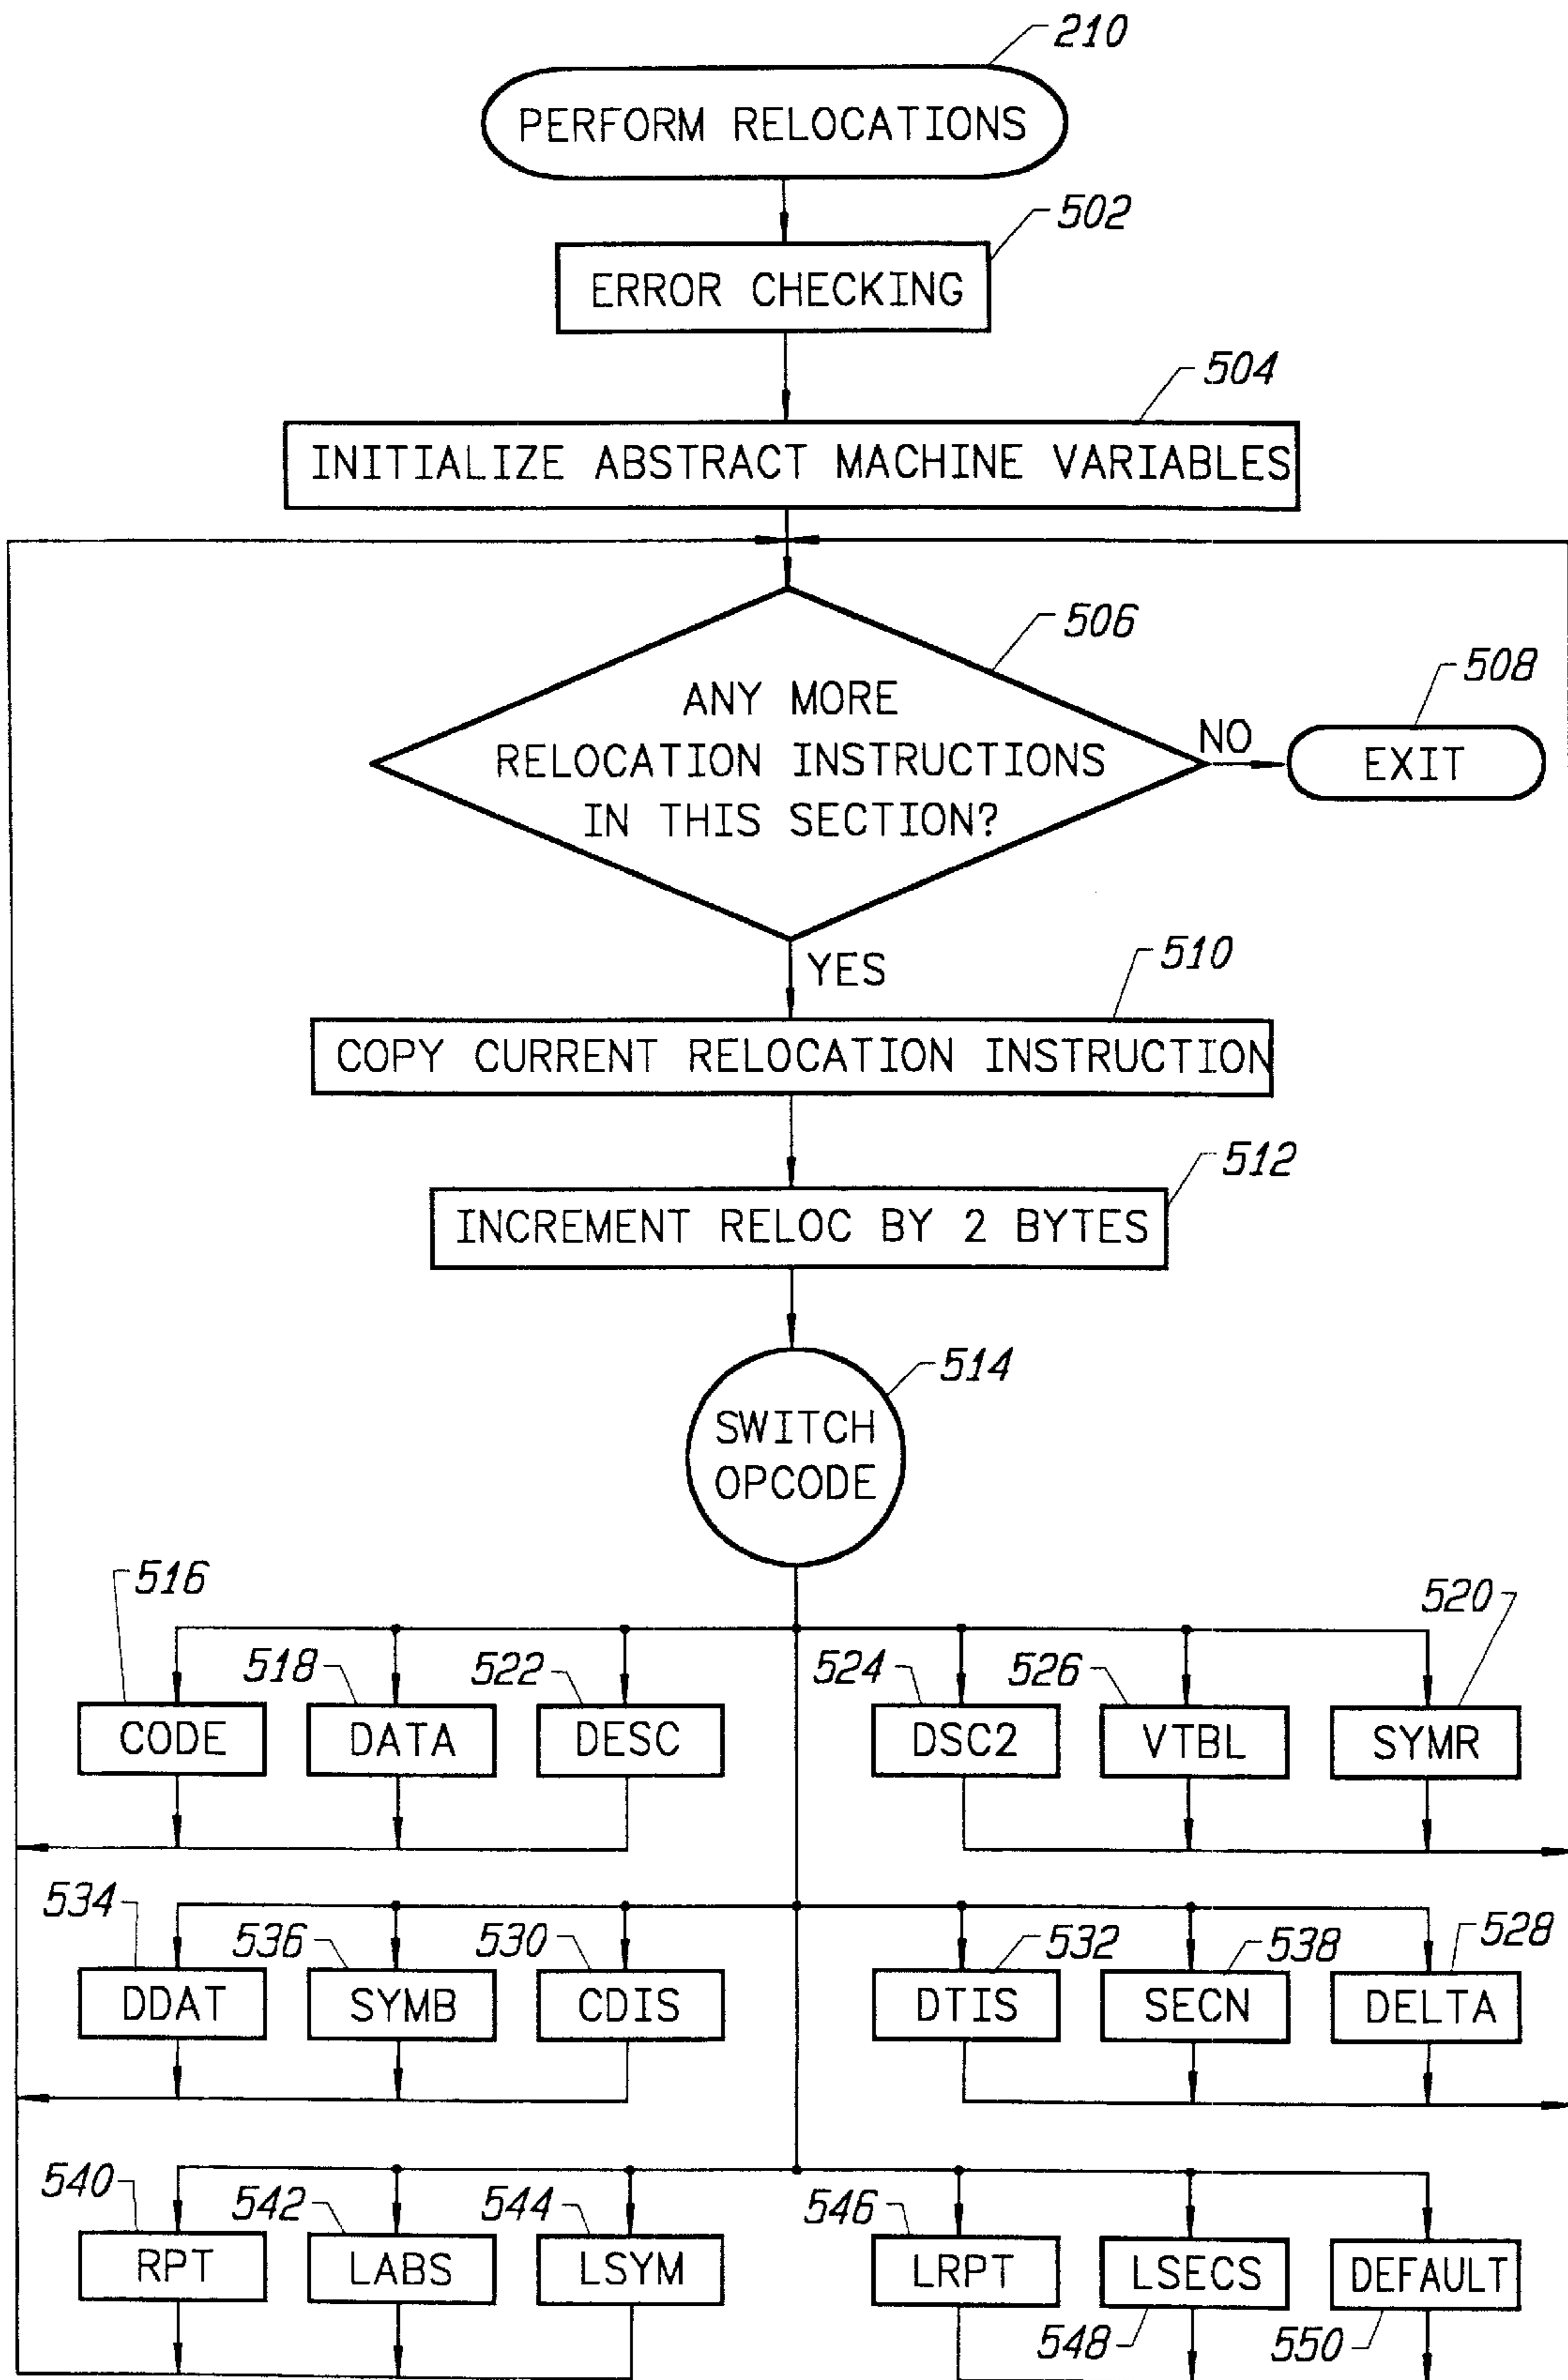 210
PERFORM RELOCATIONS
502
ERROR CHECKING
504
INITIALIZE ABSTRACT MACHINE VARIABLES
506
ANY MORE
RELOCATION INSTRUCTIONS
IN THIS SECTION?
NO
508
EXIT
YES
510
COPY CURRENT RELOCATION INSTRUCTION
512
INCREMENT RELOC BY 2 BYTES
514
SWITCH
OPCODE
516 518 522 524 526 520
CODE DATA DESC DSC2 VTBL SYMR
534 536 530 532 538 528
DDAT SYMB CDIS DTIS SECN DELTA
540 542 544 546
RPT LABS LSYM LRPT LSECS DEFAULT
548 550